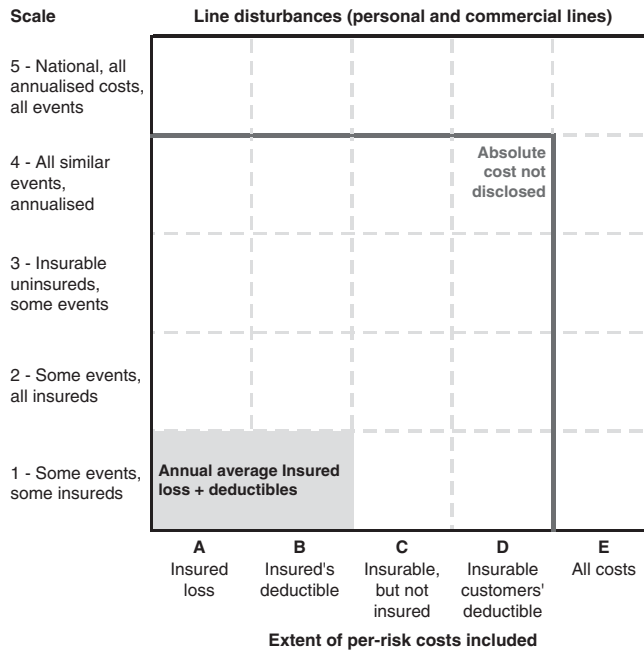 Scale
Line disturbances (personal and commercial lines)
5 - National, all
annualised costs,
all events
4 - All similar
events,
annualised
Absolute
cost not
disclosed
3 - Insurable
uninsureds,
some events
2 - Some events,
all insureds
1 - Some events,
some insureds
Annual average Insured
loss + deductibles
A
Insured
loss
B
Insured's
deductible
C
Insurable,
but not
insured
D
Insurable
customers'
deductible
E
All costs
Extent of per-risk costs included